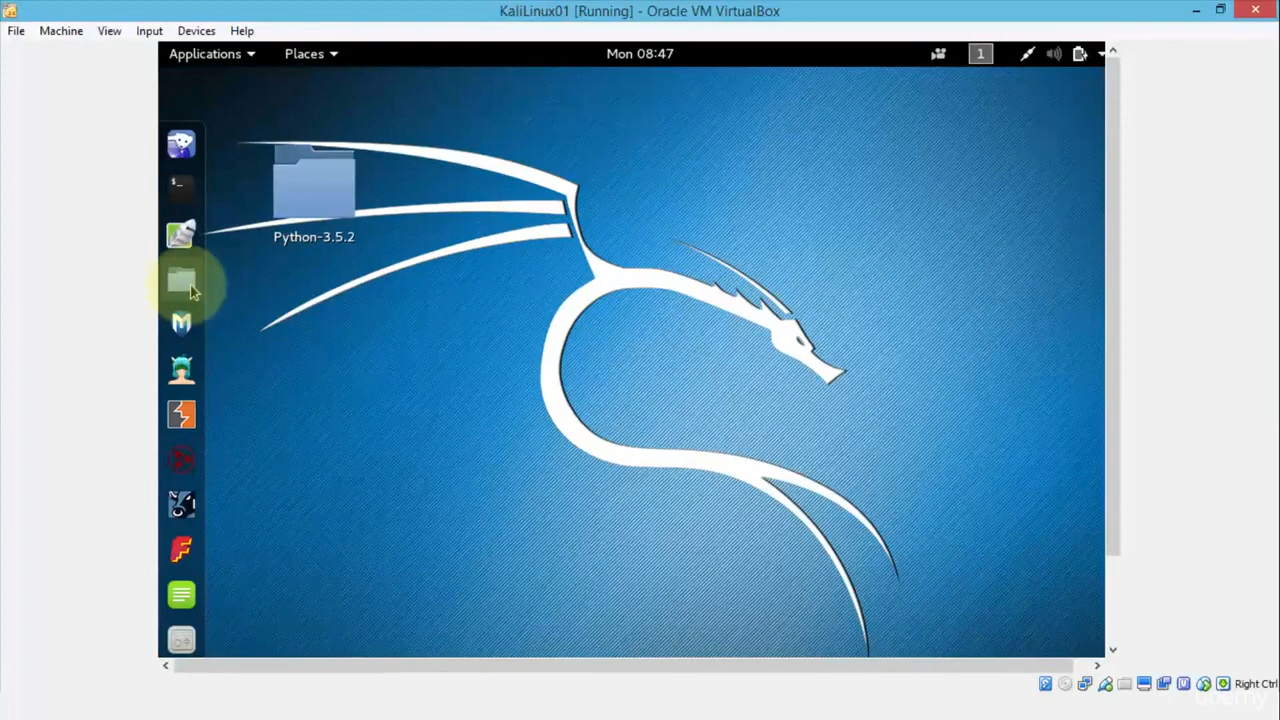 KaliLinux01 [Running] - Oracle VM VirtualBox
File Machine View Input Devices Help
Applications Places Mon 08:47 1
$_
Python-3.5.2
Right Ctrl